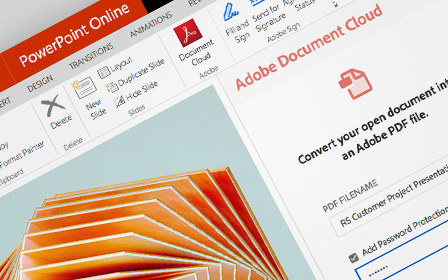 PowerPoint Online
DESIGN
TRANSITIONS
ANIMATIONS
Delete
New
Slide
Layout
Duplicate Slide
Hide Slide
Document
Cloud
Fill and
Sign
Send for
Signature
Status
Format Painter
Clipboard
Delete
Slides
Adobe
Adobe Sign
Adobe Document Cloud
Convert your open document int
an Adobe PDF file.
PDF FILENAME
RS Customer Project Presentat
Add Password Protection